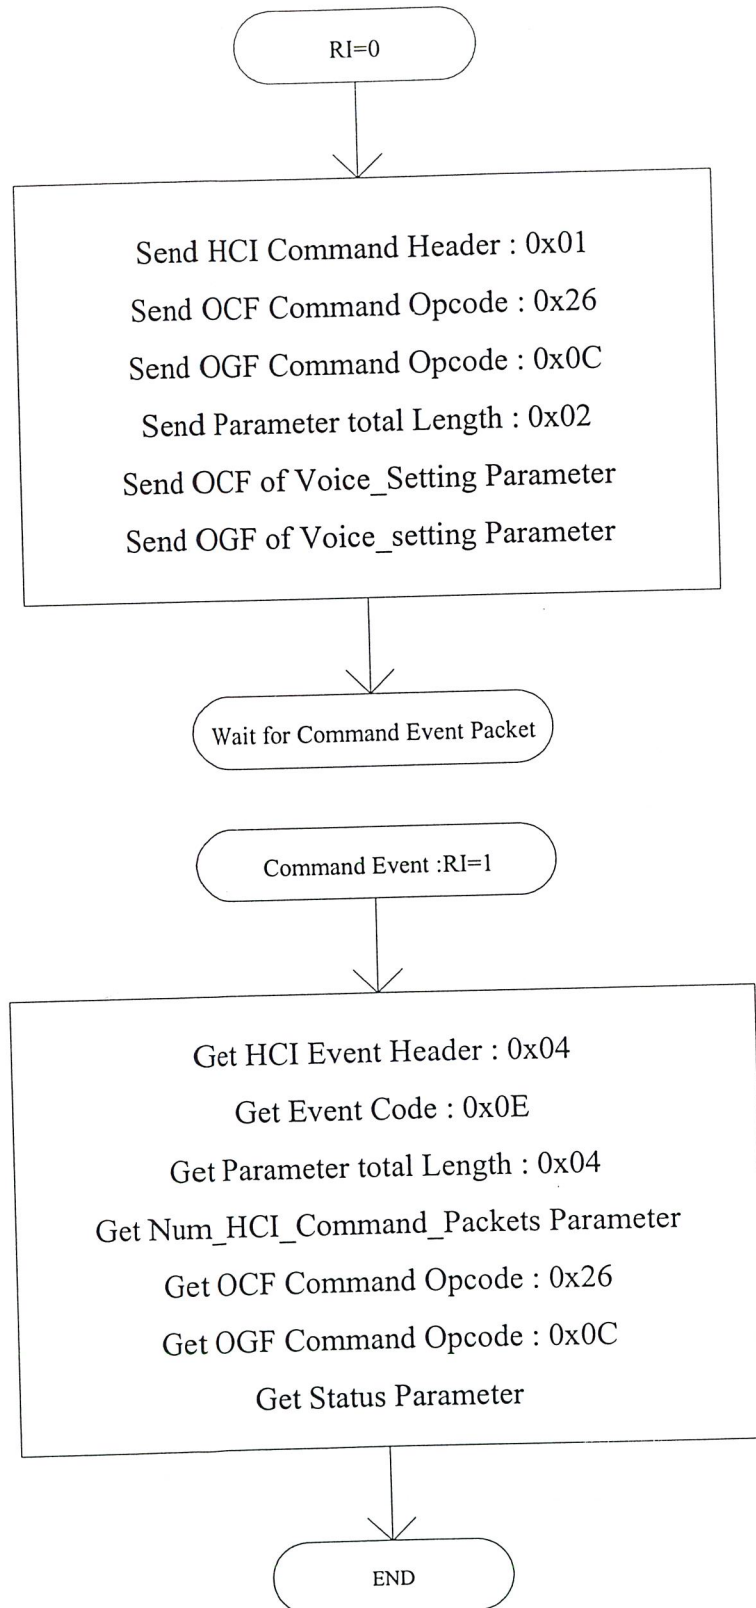 RI=0
Send HCI Command Header : 0x01
Send OCF Command Opcode : 0x26
Send OGF Command Opcode : 0x0C
Send Parameter total Length : 0x02
Send OCF of Voice_Setting Parameter
Send OGF of Voice_setting Parameter
Wait for Command Event Packet
Command Event :RI=1
Get HCI Event Header : 0x04
Get Event Code : 0x0E
Get Parameter total Length : 0x04
Get Num_HCI_Command_Packets Parameter
Get OCF Command Opcode : 0x26
Get OGF Command Opcode : 0x0C
Get Status Parameter
END